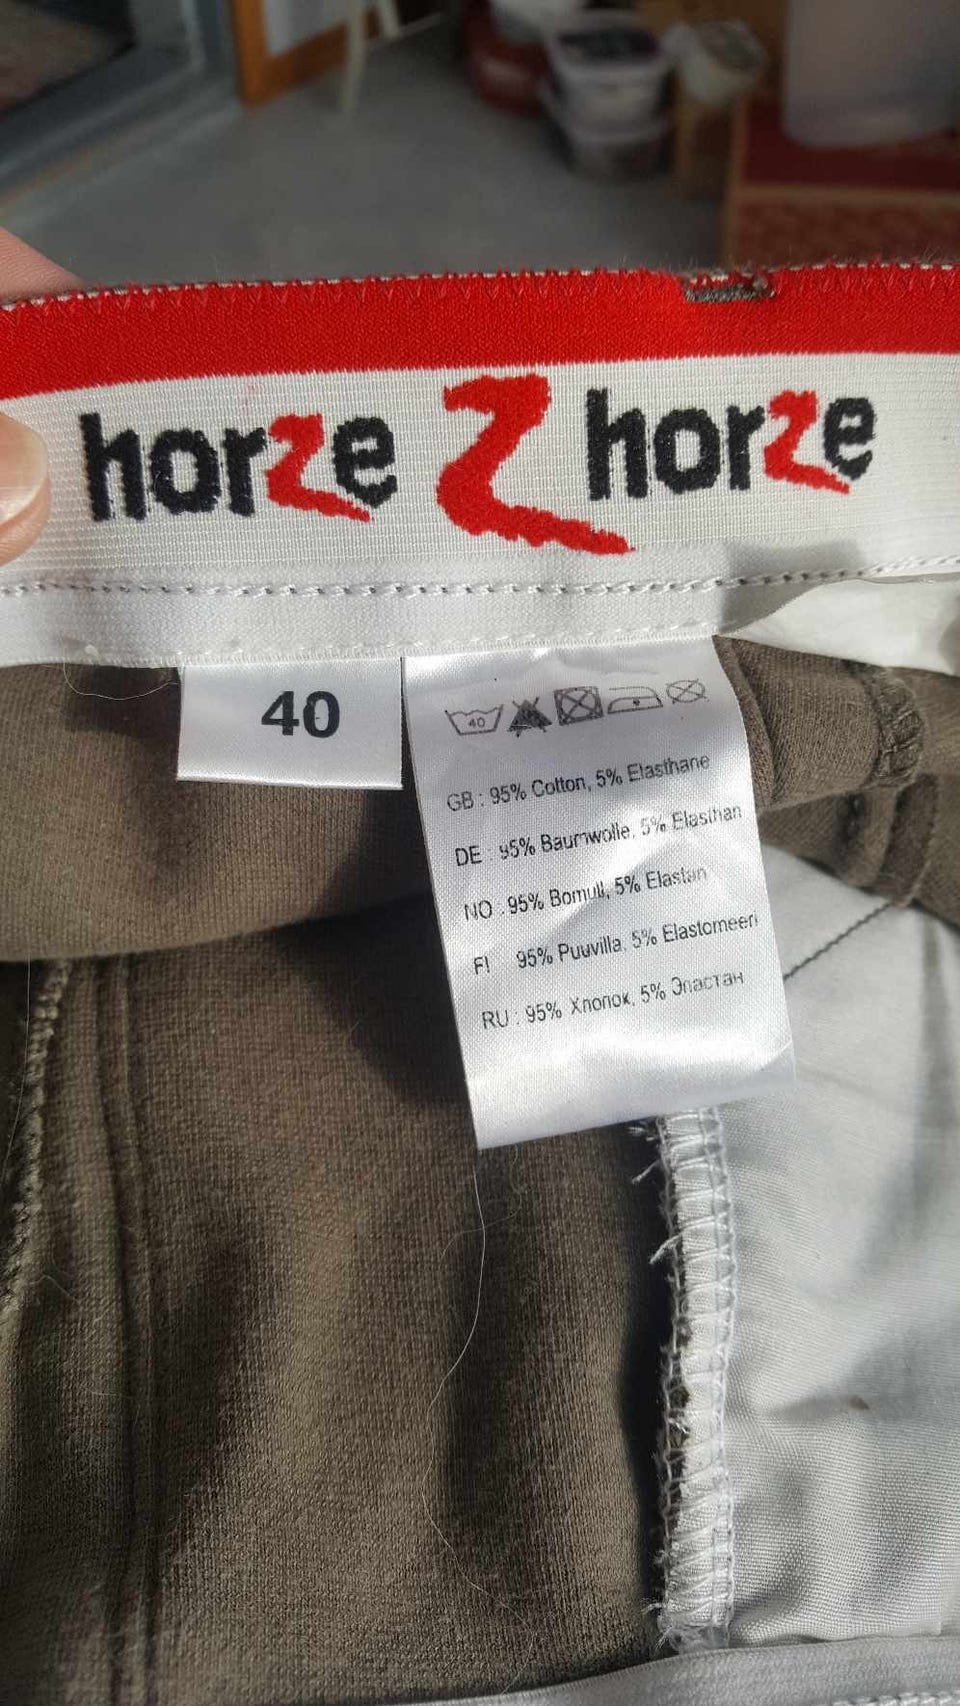 horze Z horze
40
40
GB : 95% Cotton, 5% Elasthane
DE 95% Baumwolle, 5% Elasthan
NO . 95% Bomull, 5% Elastan
FI 95% Puuvilla, 5% Elastomeeri
RU . 95% Хлопок, 5% Эластан